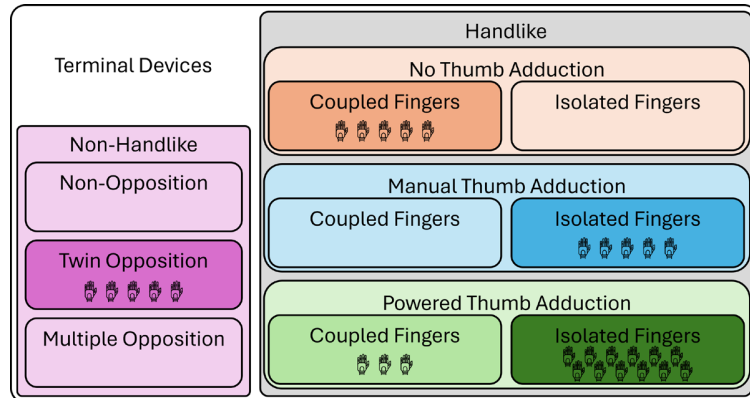 Terminal Devices
Non-Handlike
Non-Opposition
Twin Opposition
Multiple Opposition
Handlike
No Thumb Adduction
Coupled Fingers
Isolated Fingers
Manual Thumb Adduction
Coupled Fingers
Isolated Fingers
Powered Thumb Adduction
Coupled Fingers
Isolated Fingers